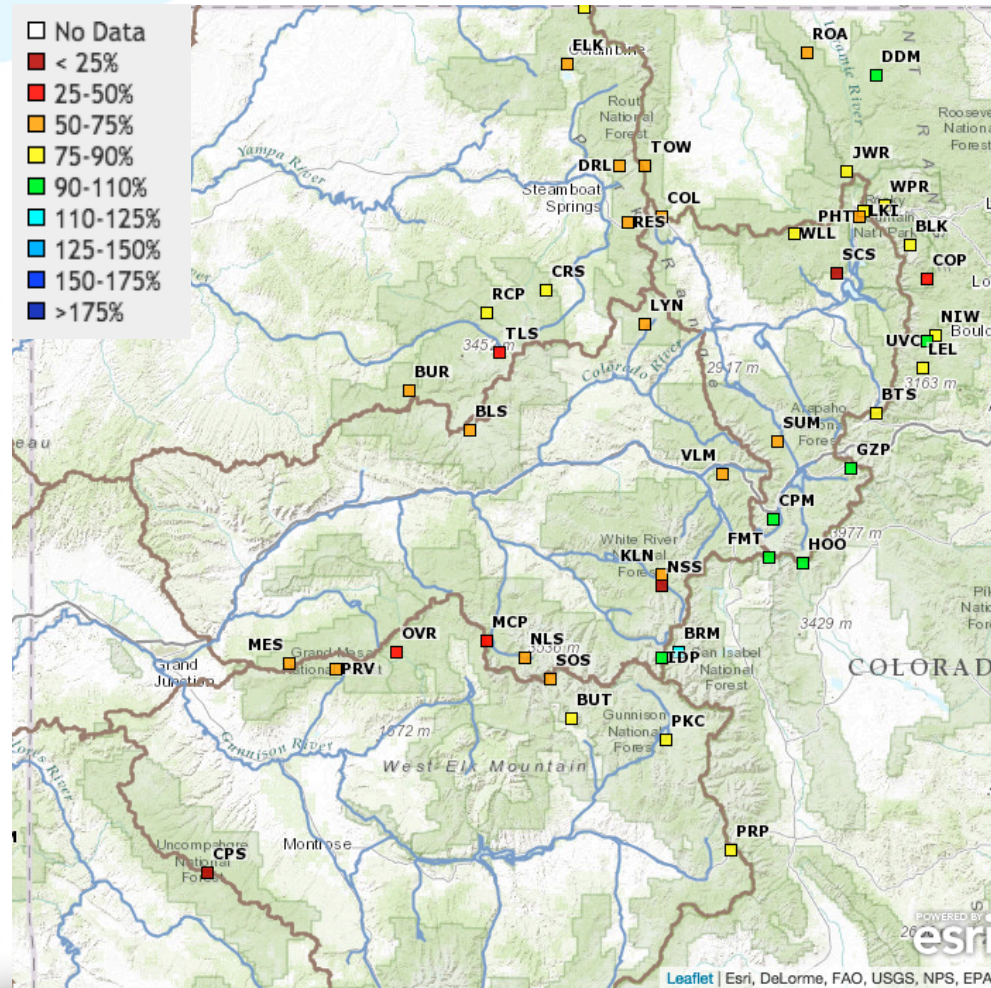 No Data
< 25%
25-50%
50-75%
75-90%
90-110%
110-125%
125-150%
150-175%
>175%
ELK
ROA
DDM
Routt
National
Forest
Yampa River
DRL
TOW
Steamboat
Springs
JWR
WPR
COL
PHT
LKI
RES
WLL
BLK
SCS
COP
CRS
RCP
LYN
NIW
TLS
UVC
LEL
Colorado River
2917 m
3163 m
BUR
BTS
BLS
SUM
GZP
VLM
CPM
3977 m
White River
FMT
HOO
KLN
NSS
3429 m
MCP
OVR
NLS
BRM
MES
Grand Mesa
SOS
IDP
San Isabel
National
Forest
PRV
Grand
Junction
COLORAD
BUT
Gunnison
PKC
1572 m
Gunnison River
West Elk Mountain
PRP
Uncompahgre
National
CPS
Montrose
POWERED BY
esri
Leaflet | Esri, DeLorme, FAO, USGS, NPS, EPA